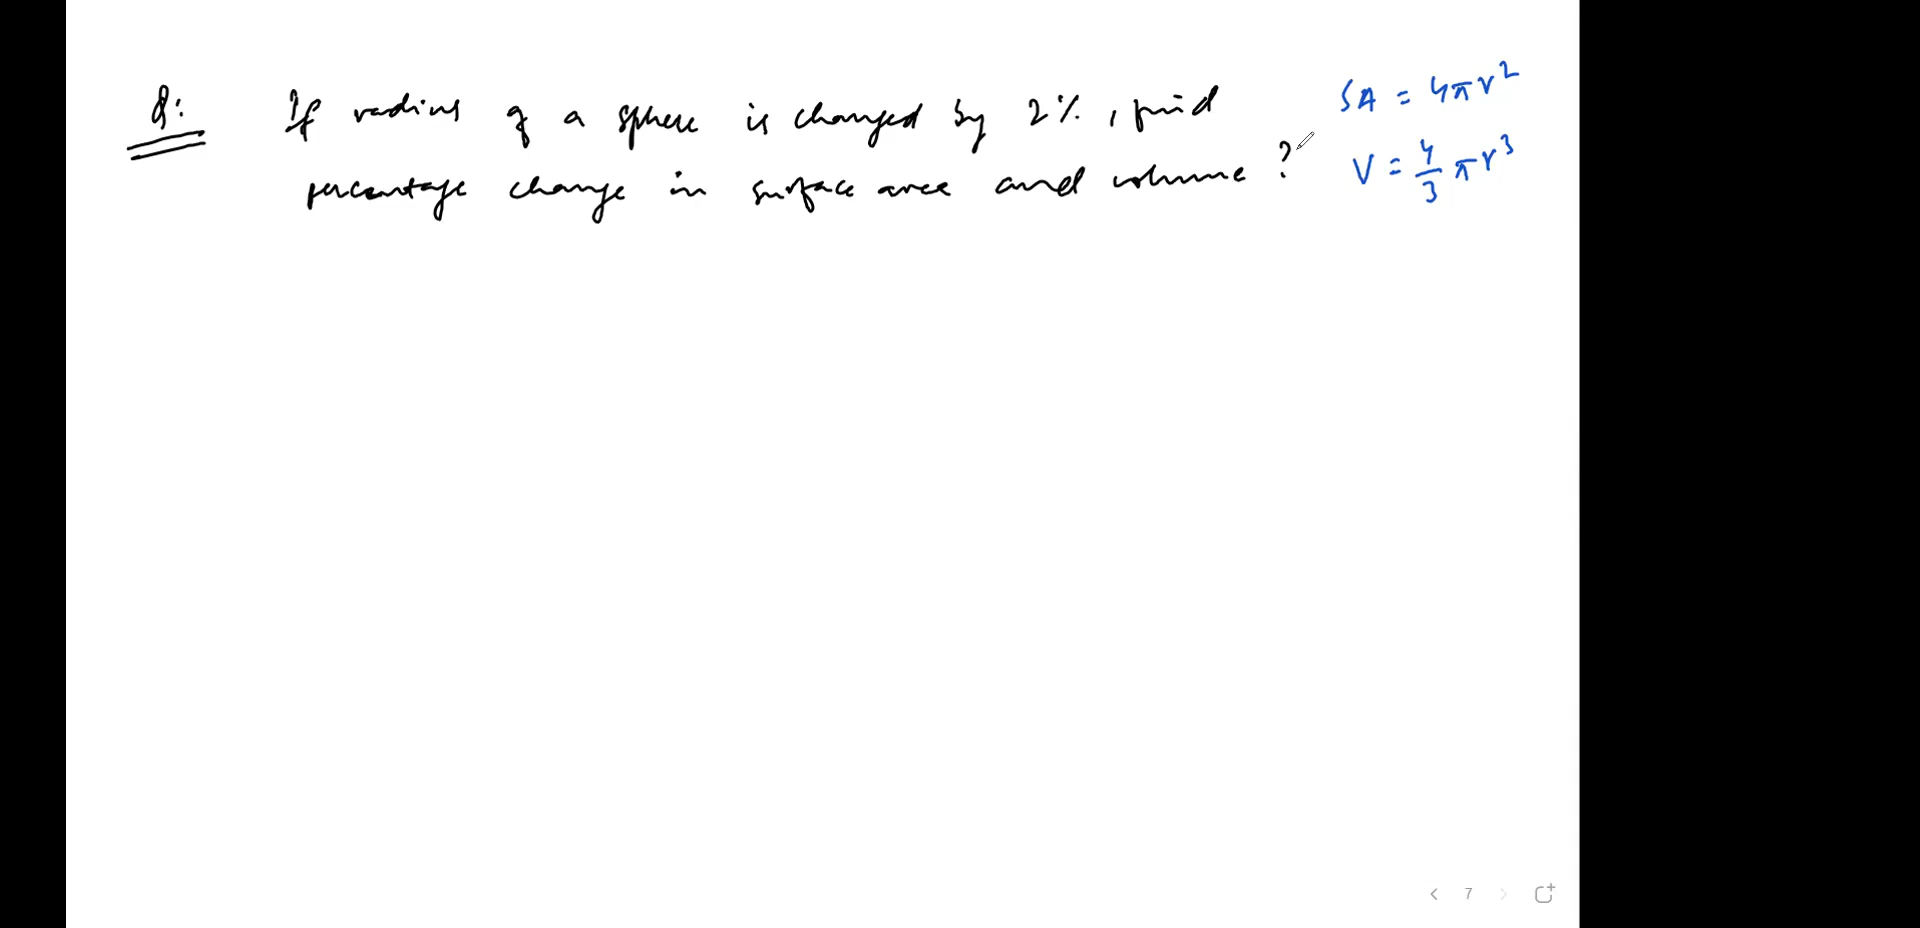 Q: If radius of a sphere is changed by 2%, find
percentage change in surface area and volume ?
SA = 4πr²
V = 4/3 πr³
7